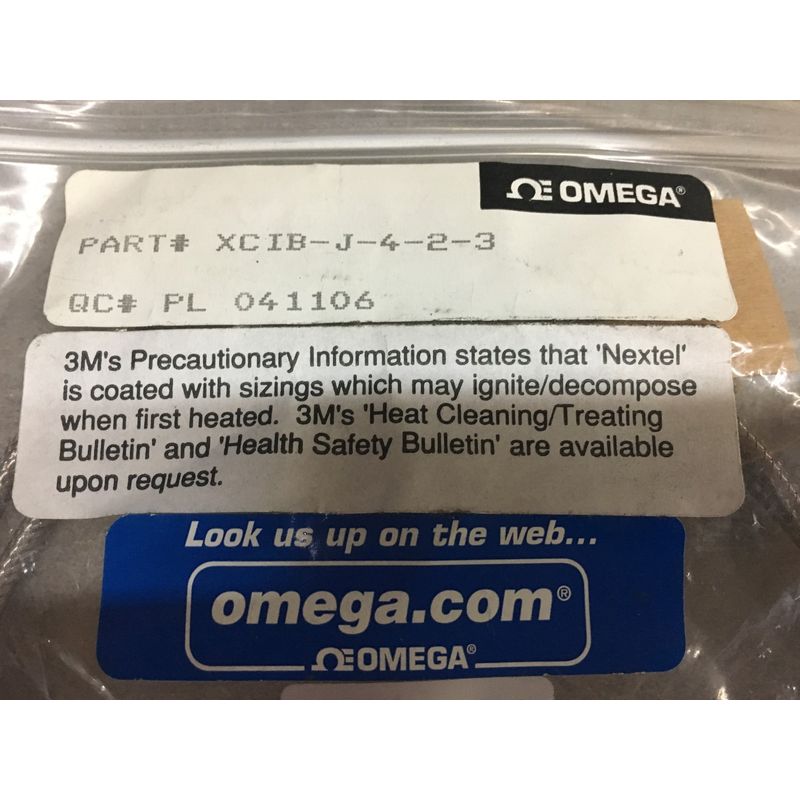 ΩE OMEGA®
PART# XCIB-J-4-2-3
QC# PL 041106
3M's Precautionary Information states that 'Nextel'
is coated with sizings which may ignite/decompose
when first heated. 3M's 'Heat Cleaning/Treating
Bulletin' and 'Health Safety Bulletin' are available
upon request.
Look us up on the web...
omega.com®
ΩE OMEGA®